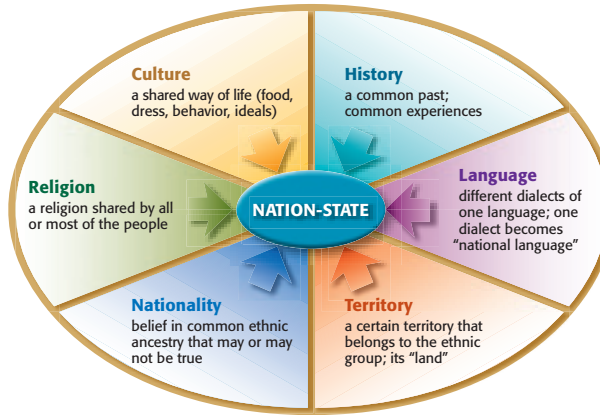 Culture
a shared way of life (food,
dress, behavior, ideals)
History
a common past;
common experiences
Religion
a religion shared by all
or most of the people
NATION-STATE
Language
different dialects of
one language; one
dialect becomes
“national language”
Nationality
belief in common ethnic
ancestry that may or may
not be true
Territory
a certain territory that
belongs to the ethnic
group; its “land”